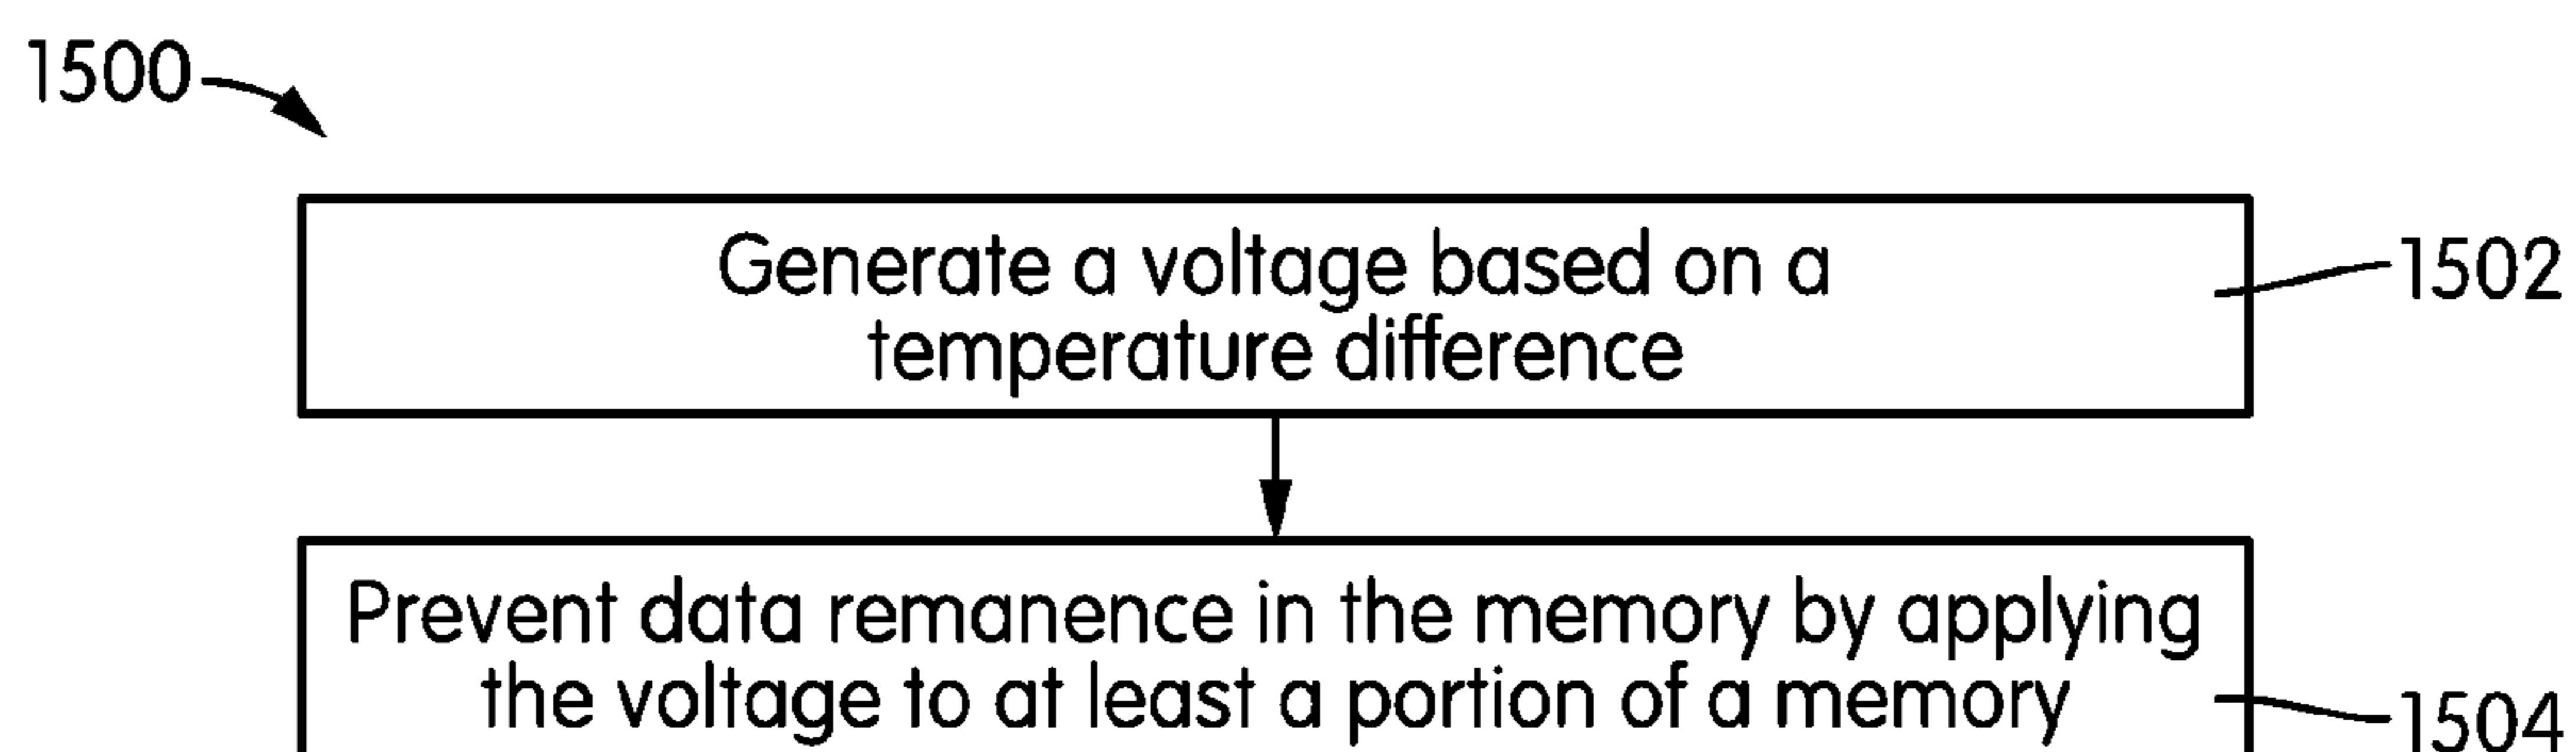 1500
Generate a voltage based on a
temperature difference
1502
Prevent data remanence in the memory by applying
the voltage to at least a portion of a memory
1504